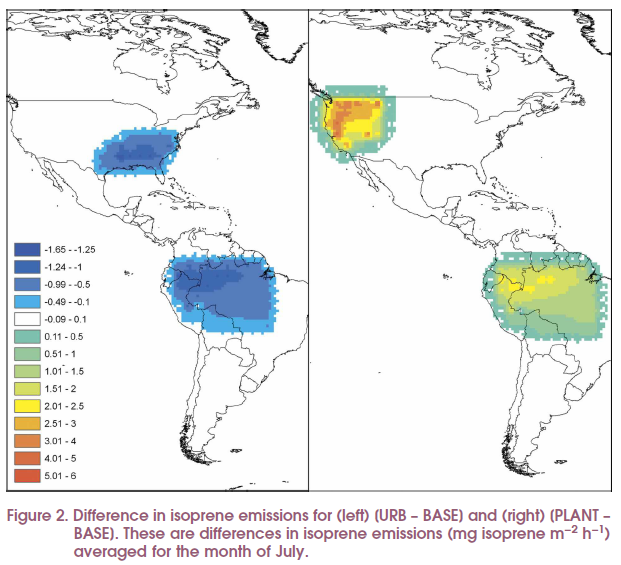 -1.65 - -1.25
-1.24 - -1
-0.99 - -0.5
-0.49 - -0.1
-0.09 - 0.1
0.11 - 0.5
0.51 - 1
1.01 - 1.5
1.51 - 2
2.01 - 2.5
2.51 - 3
3.01 - 4
4.01 - 5
5.01 - 6
Figure 2. Difference in isoprene emissions for (left) (URB – BASE) and (right) (PLANT –
BASE). These are differences in isoprene emissions (mg isoprene m⁻² h⁻¹)
averaged for the month of July.